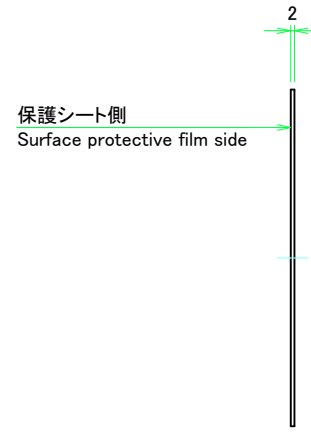 2
保護シート側
Surface protective film side